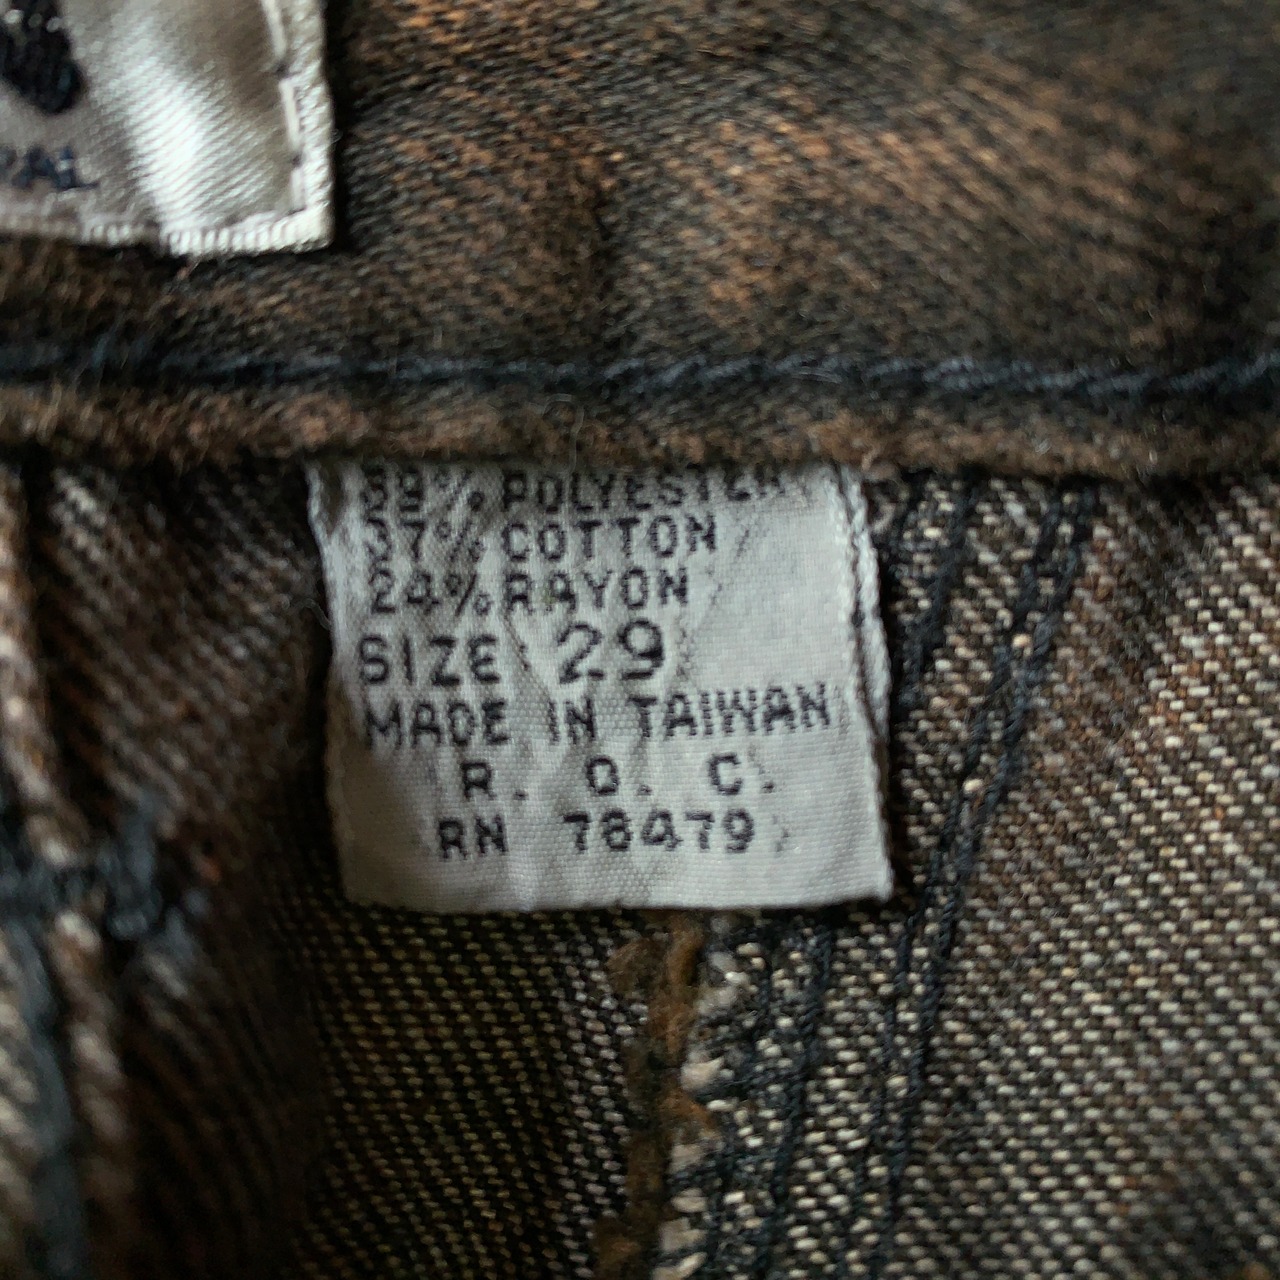 39% POLYESTER
37% COTTON
24% RAYON
SIZE 29
MADE IN TAIWAN
R. O. C.
RN 78479